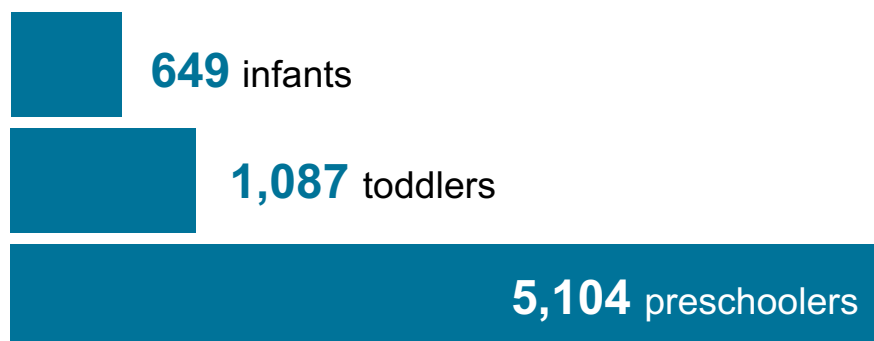 649 infants
1,087 toddlers
5,104 preschoolers